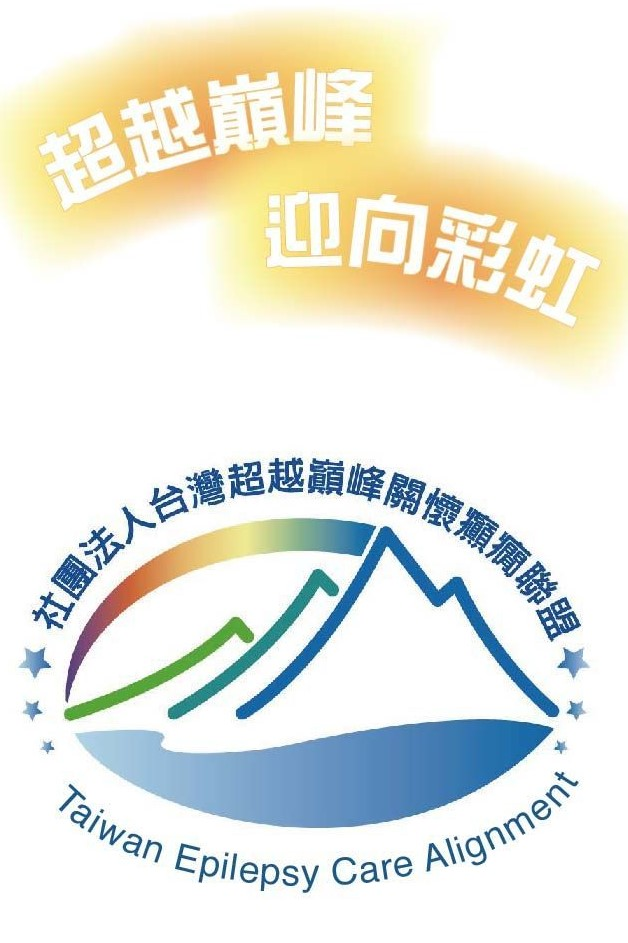 超越巔峰
迎向彩虹
社團法人台灣超越巔峰關懷癲癇聯盟
Taiwan Epilepsy Care Alignment